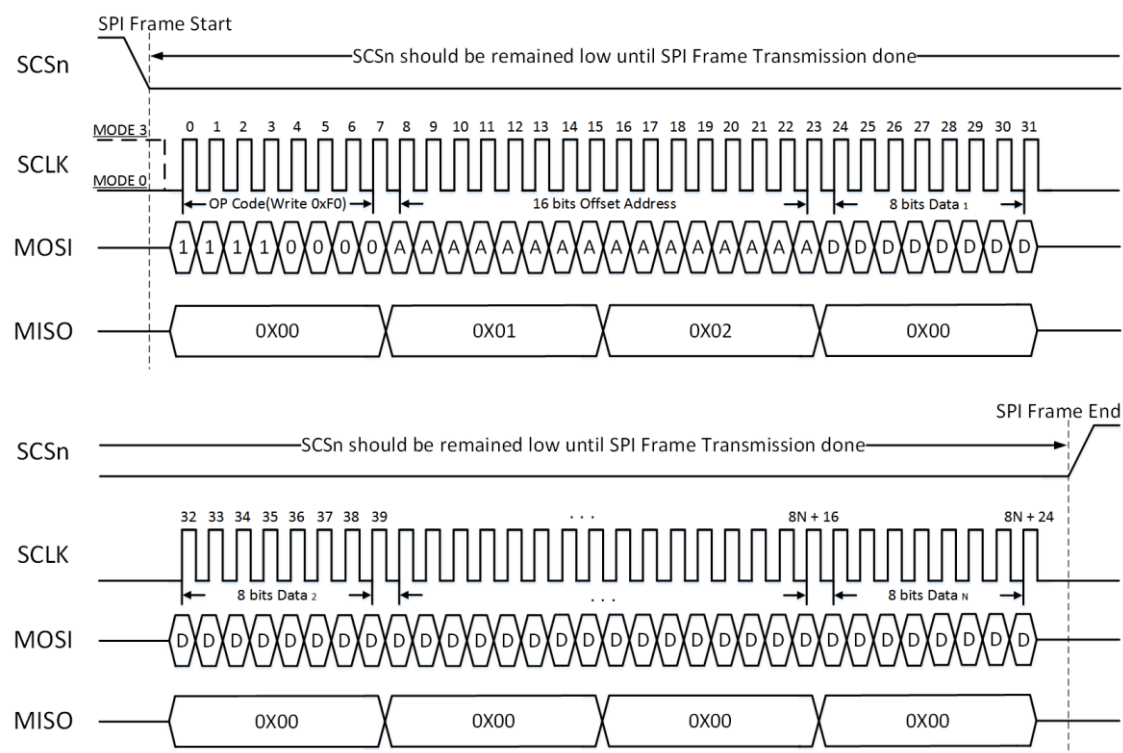 SPI Frame Start
SCSn
SCSn should be remained low until SPI Frame Transmission done
MODE 3
0 1 2 3 4 5 6 7 8 9 10 11 12 13 14 15 16 17 18 19 20 21 22 23 24 25 26 27 28 29 30 31
SCLK
MODE 0
OP Code(Write 0xF0) 16 bits Offset Address 8 bits Data 1
MOSI 1 1 1 1 0 0 0 0 A A A A A A A A A A A A A A A A D D D D D D D D
MISO 0X00 0X01 0X02 0X00
SPI Frame End
SCSn
SCSn should be remained low until SPI Frame Transmission done
32 33 34 35 36 37 38 39 . . . 8N + 16 8N + 24
SCLK
8 bits Data 2 . . . 8 bits Data N
MOSI D D D D D D D D D D D D D D D D D D D D D D D D D D D D D D D D
MISO 0X00 0X00 0X00 0X00